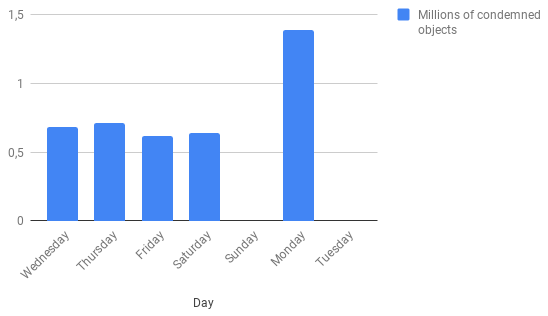 1,5
1
0,5
0
Wednesday
Thursday
Friday
Saturday
Sunday
Monday
Tuesday
Day
Millions of condemned
objects